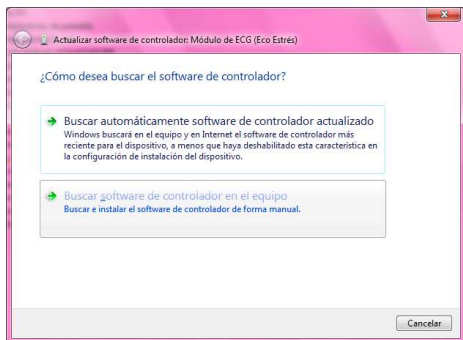 Actualizar software de controlador: Módulo de ECG (Eco Estrés)
¿Cómo desea buscar el software de controlador?
Buscar automáticamente software de controlador actualizado
Windows buscará en el equipo y en Internet el software de controlador más
reciente para el dispositivo, a menos que haya deshabilitado esta característica en
la configuración de instalación del dispositivo.
Buscar software de controlador en el equipo
Buscar e instalar el software de controlador de forma manual.
Cancelar